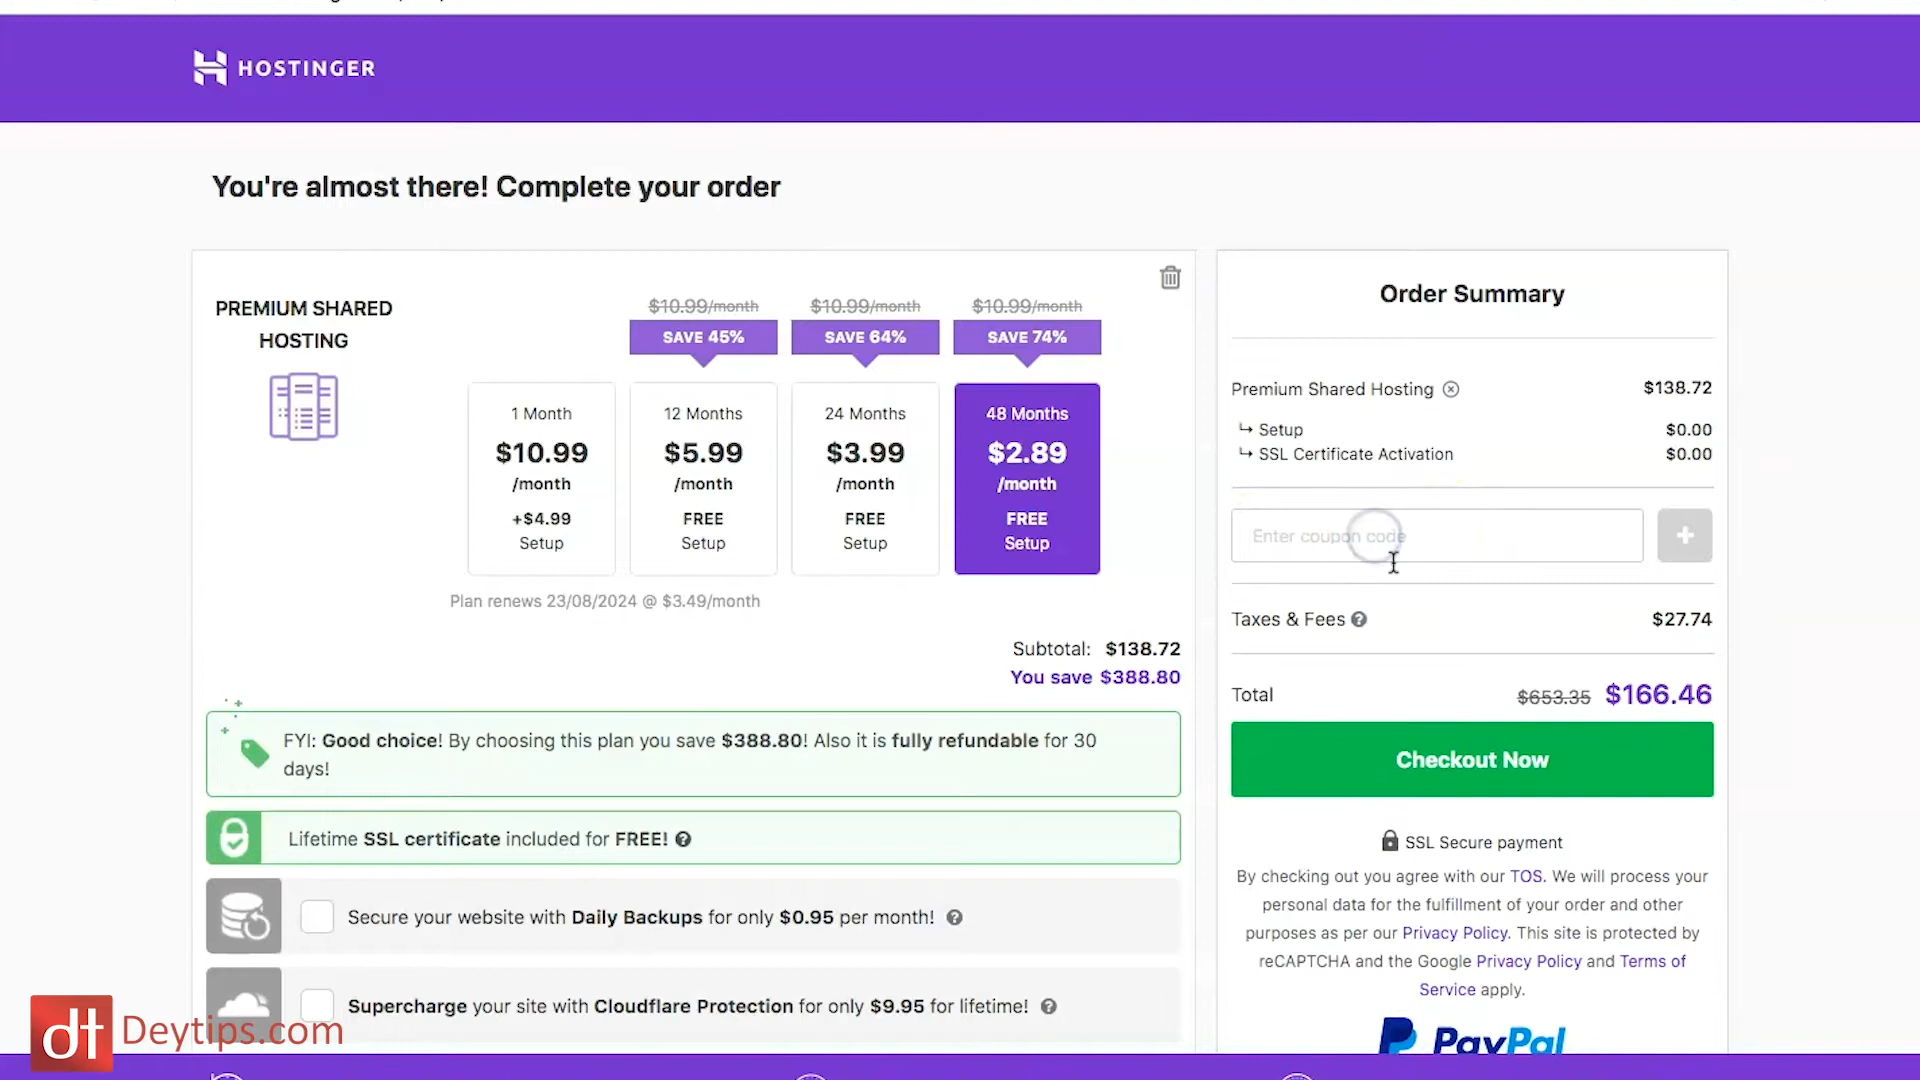 HOSTINGER
You're almost there! Complete your order
PREMIUM SHARED
HOSTING
$10.99/month
SAVE 45%
$10.99/month
SAVE 64%
$10.99/month
SAVE 74%
1 Month
$10.99
/month
+$4.99
Setup
12 Months
$5.99
/month
FREE
Setup
24 Months
$3.99
/month
FREE
Setup
48 Months
$2.89
/month
FREE
Setup
Plan renews 23/08/2024 @ $3.49/month
Subtotal: $138.72
You save $388.80
FYI: Good choice! By choosing this plan you save $388.80! Also it is fully refundable for 30
days!
Lifetime SSL certificate included for FREE!
Secure your website with Daily Backups for only $0.95 per month!
Supercharge your site with Cloudflare Protection for only $9.95 for lifetime!
Order Summary
Premium Shared Hosting $138.72
Setup $0.00
SSL Certificate Activation $0.00
Enter coupon code
Taxes & Fees $27.74
Total $653.35 $166.46
Checkout Now
SSL Secure payment
By checking out you agree with our TOS. We will process your
personal data for the fulfillment of your order and other
purposes as per our Privacy Policy. This site is protected by
reCAPTCHA and the Google Privacy Policy and Terms of
Service apply.
PayPal
dt Deytips.com